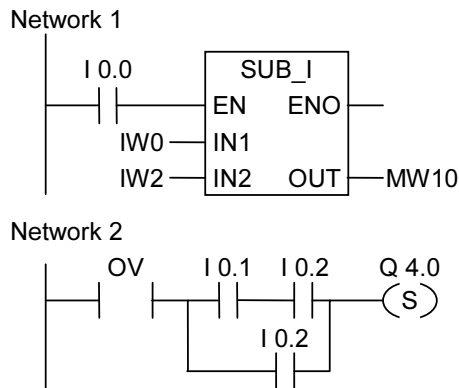 Network 1
I 0.0
SUB_I
EN ENO
IW0 IN1
IW2 IN2 OUT MW10
Network 2
OV I 0.1 I 0.2 Q 4.0
S
I 0.2